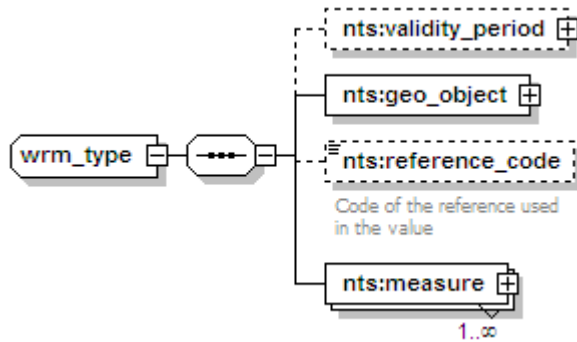 nts:validity_period
nts:geo_object
wrm_type
nts:reference_code
Code of the reference used
in the value
nts:measure
1..∞